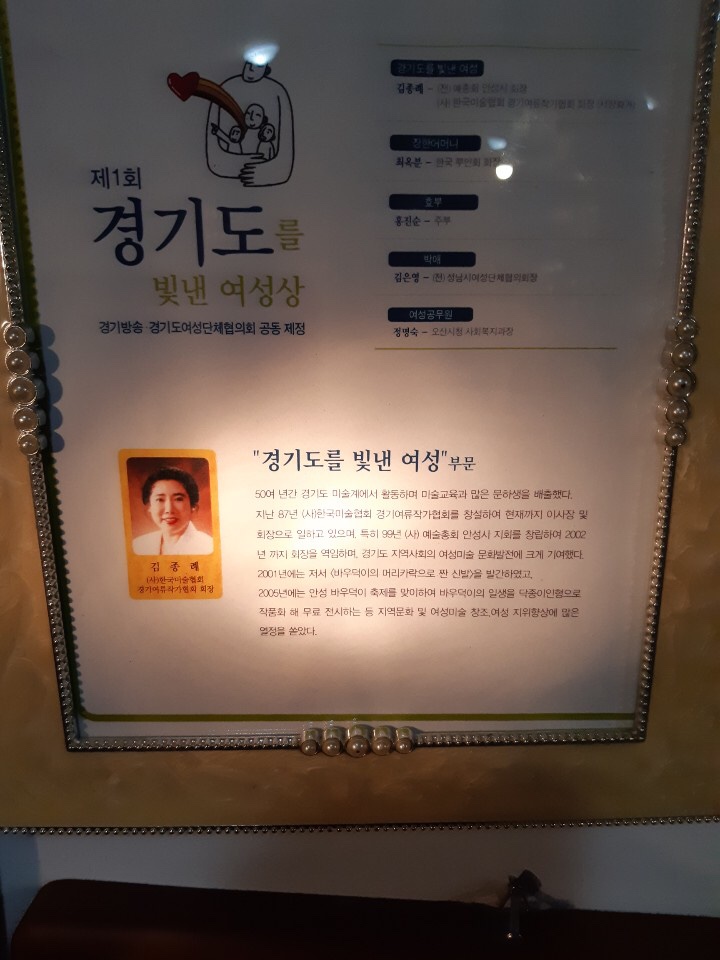 제1회
경기도를
빛낸 여성상
경기방송 경기도여성단체협의회 공동 제정
경기도를 빛낸 여성
김종례 – (전) 예총회 안성시 회장
(사) 한국미술협회 경기여류작가협회 회장
장한어머니
최옥분 – 한국 부인회 회장
효부
홍진순 – 주부
박애
김은영 – (전) 성남시여성단체협의회장
여성공무원
정명숙 – 오산시청 사회복지과장
"경기도를 빛낸 여성"부문
50여 년간 경기도 미술계에서 활동하며 미술교육과 많은 문하생을 배출했다.
지난 87년 (사)한국미술협회 경기여류작가협회를 창설하여 현재까지 이사장 및
회장으로 일하고 있으며, 특히 99년 (사) 예술총회 안성시 지회를 창립하여 2002
년 까지 회장을 역임하며, 경기도 지역사회의 여성미술 문화발전에 크게 기여했다.
2001년에는 저서 <바우덕이의 머리카락으로 짠 신발>을 발간하였고,
2005년에는 안성 바우덕이 축제를 맞이하여 바우덕이의 일생을 닥종이인형으로
작품화 해 무료 전시하는 등 지역문화 및 여성미술 창조,여성 지위향상에 많은
열정을 쏟았다.
김 종 례
(사)한국미술협회
경기여류작가협회 회장